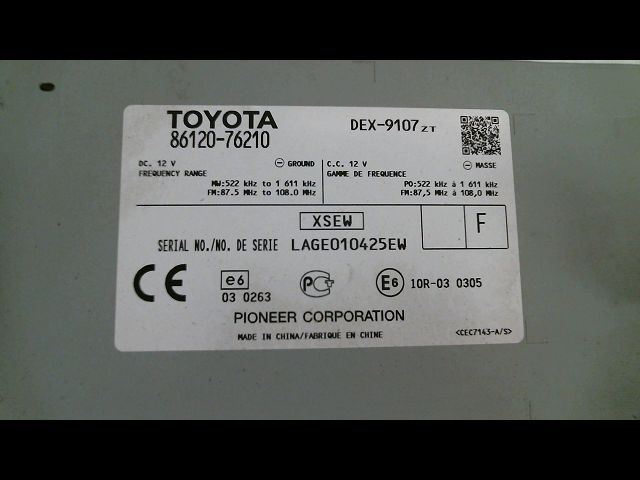 TOYOTA
86120-76210
DEX-9107ZT
DC. 12 V ⊖ GROUND
FREQUENCY RANGE
MW:522 kHz to 1 611 kHz
FM:87.5 MHz to 108.0 MHz
C.C. 12 V ⊖ MASSE
GAMME DE FREQUENCE
PO:522 kHz à 1 611 kHz
FM:87,5 MHz à 108,0 MHz
XSEW
F
SERIAL NO./NO. DE SERIE LAGE010425EW
CE
e6
03 0263
PCT
E6 10R-03 0305
PIONEER CORPORATION
MADE IN CHINA/FABRIQUÉ EN CHINE
<CEC7143-A/S>